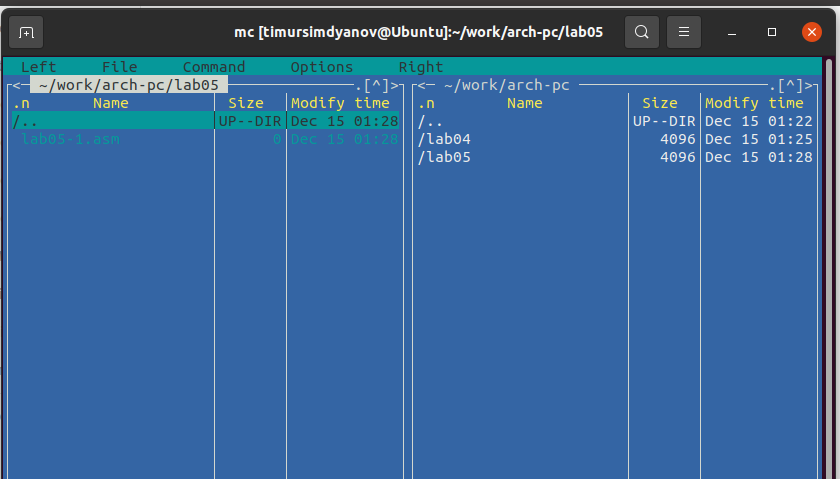 mc [timursimdyanov@Ubuntu]:~/work/arch-pc/lab05
Left File Command Options Right
<- ~/work/arch-pc/lab05 .[^]>
.n Name Size Modify time
/.. UP--DIR Dec 15 01:28
lab05-1.asm 0 Dec 15 01:28
<- ~/work/arch-pc .[^]>
.n Name Size Modify time
/.. UP--DIR Dec 15 01:22
/lab04 4096 Dec 15 01:25
/lab05 4096 Dec 15 01:28